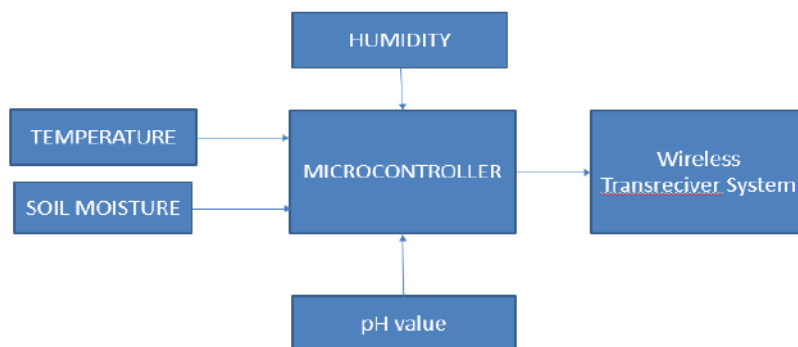 HUMIDITY
TEMPERATURE
MICROCONTROLLER
Wireless
Transreciver System
SOIL MOISTURE
pH value